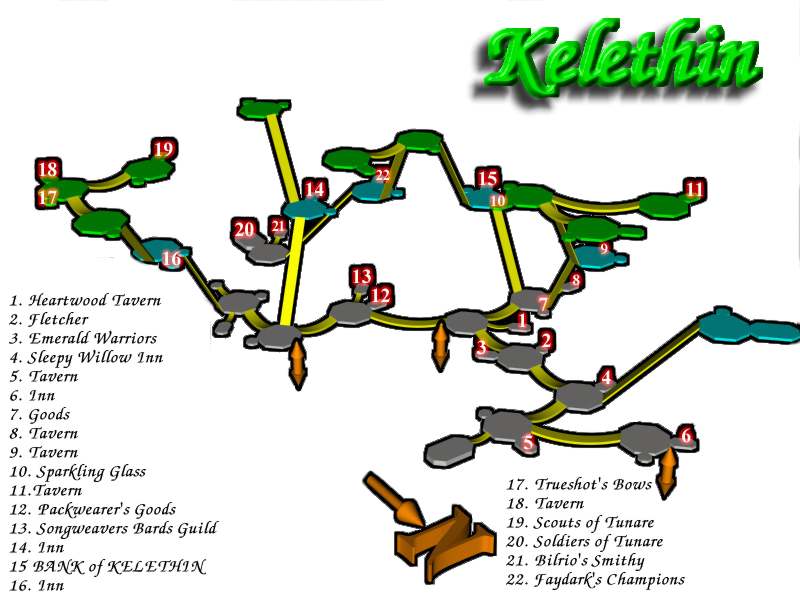 Kelethin
19
18
17
22
14
15
10
11
20
21
16
9
13
12
8
7
1
2
3
4
5
6
1. Heartwood Tavern
2. Fletcher
3. Emerald Warriors
4. Sleepy Willow Inn
5. Tavern
6. Inn
7. Goods
8. Tavern
9. Tavern
10. Sparkling Glass
11.Tavern
12. Packwearer's Goods
13. Songweavers Bards Guild
14. Inn
15 BANK of KELETHIN
16. Inn
17. Trueshot's Bows
18. Tavern
19. Scouts of Tunare
20. Soldiers of Tunare
21. Bilrio's Smithy
22. Faydark's Champions
N